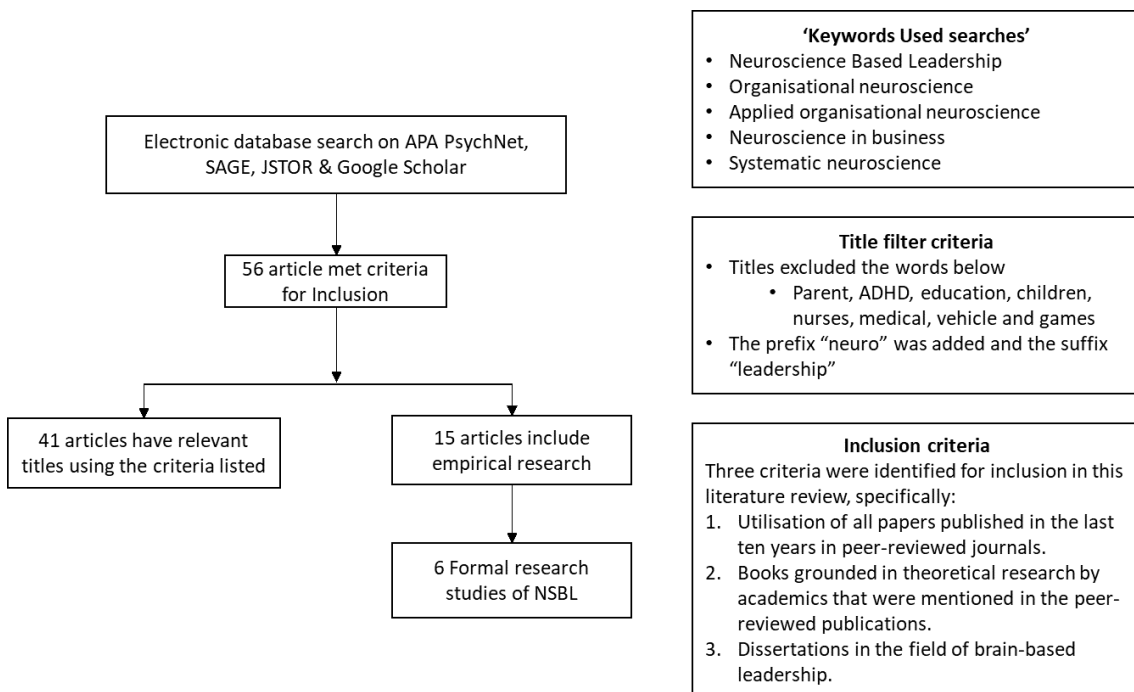 Electronic database search on APA PsychNet,
SAGE, JSTOR & Google Scholar
56 article met criteria
for Inclusion
41 articles have relevant
titles using the criteria listed
15 articles include
empirical research
6 Formal research
studies of NSBL
‘Keywords Used searches’
• Neuroscience Based Leadership
• Organisational neuroscience
• Applied organisational neuroscience
• Neuroscience in business
• Systematic neuroscience
Title filter criteria
• Titles excluded the words below
• Parent, ADHD, education, children,
nurses, medical, vehicle and games
• The prefix “neuro” was added and the suffix
“leadership”
Inclusion criteria
Three criteria were identified for inclusion in this
literature review, specifically:
1. Utilisation of all papers published in the last
ten years in peer-reviewed journals.
2. Books grounded in theoretical research by
academics that were mentioned in the peer-
reviewed publications.
3. Dissertations in the field of brain-based
leadership.